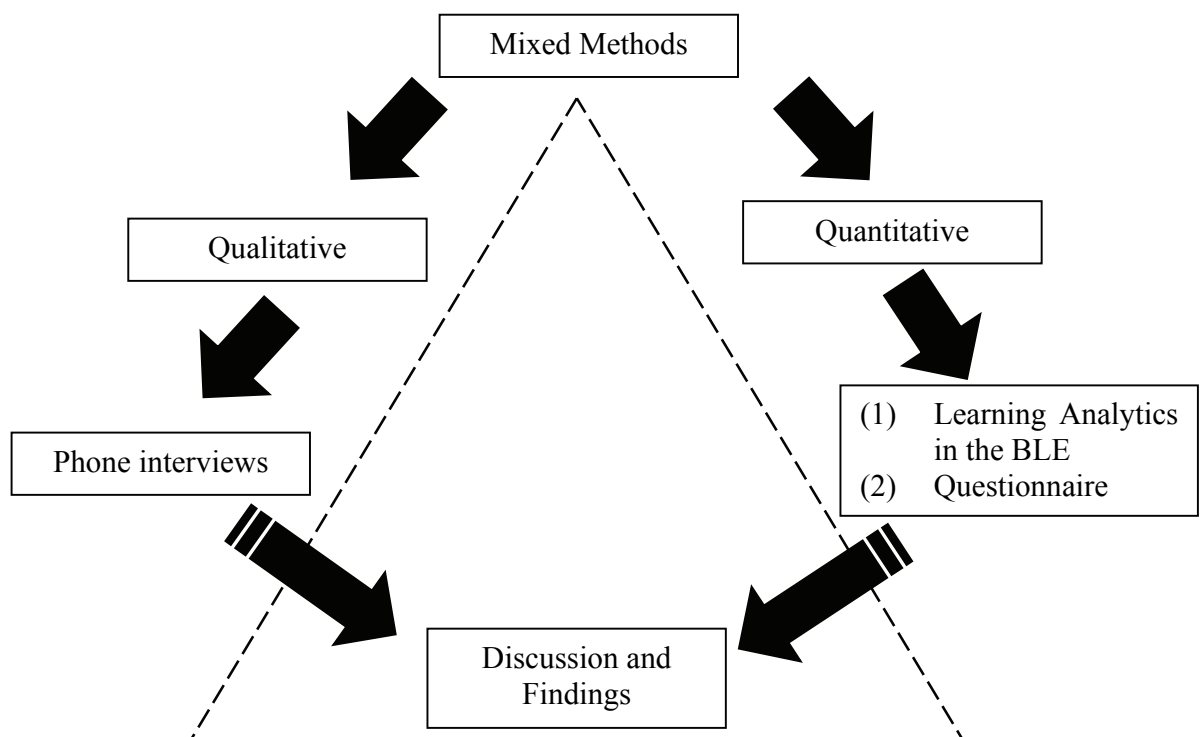 Mixed Methods
Qualitative
Quantitative
Phone interviews
(1) Learning Analytics
in the BLE
(2) Questionnaire
Discussion and
Findings